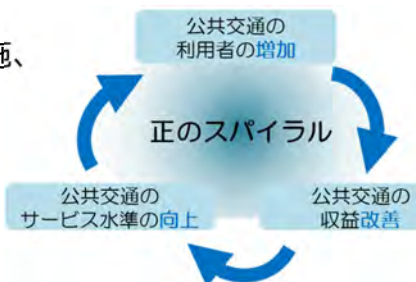 施、
公共交通の
利用者の増加
正のスパイラル
公共交通の
サービス水準の向上
公共交通の
収益改善